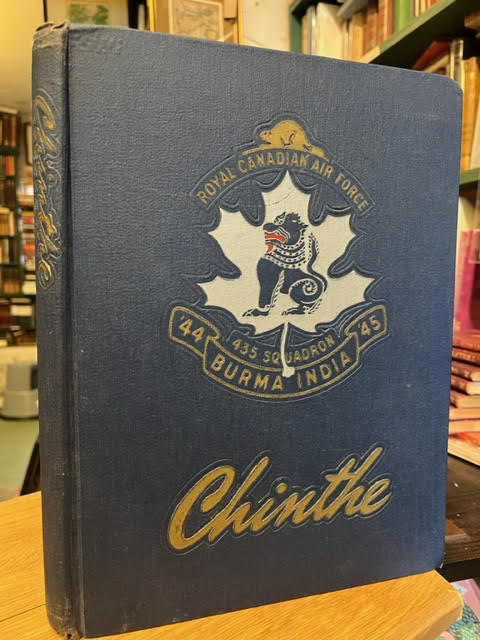 Chinthe
ROYAL CANADIAN AIR FORCE
435 SQUADRON
'44 BURMA INDIA '45
Chinthe